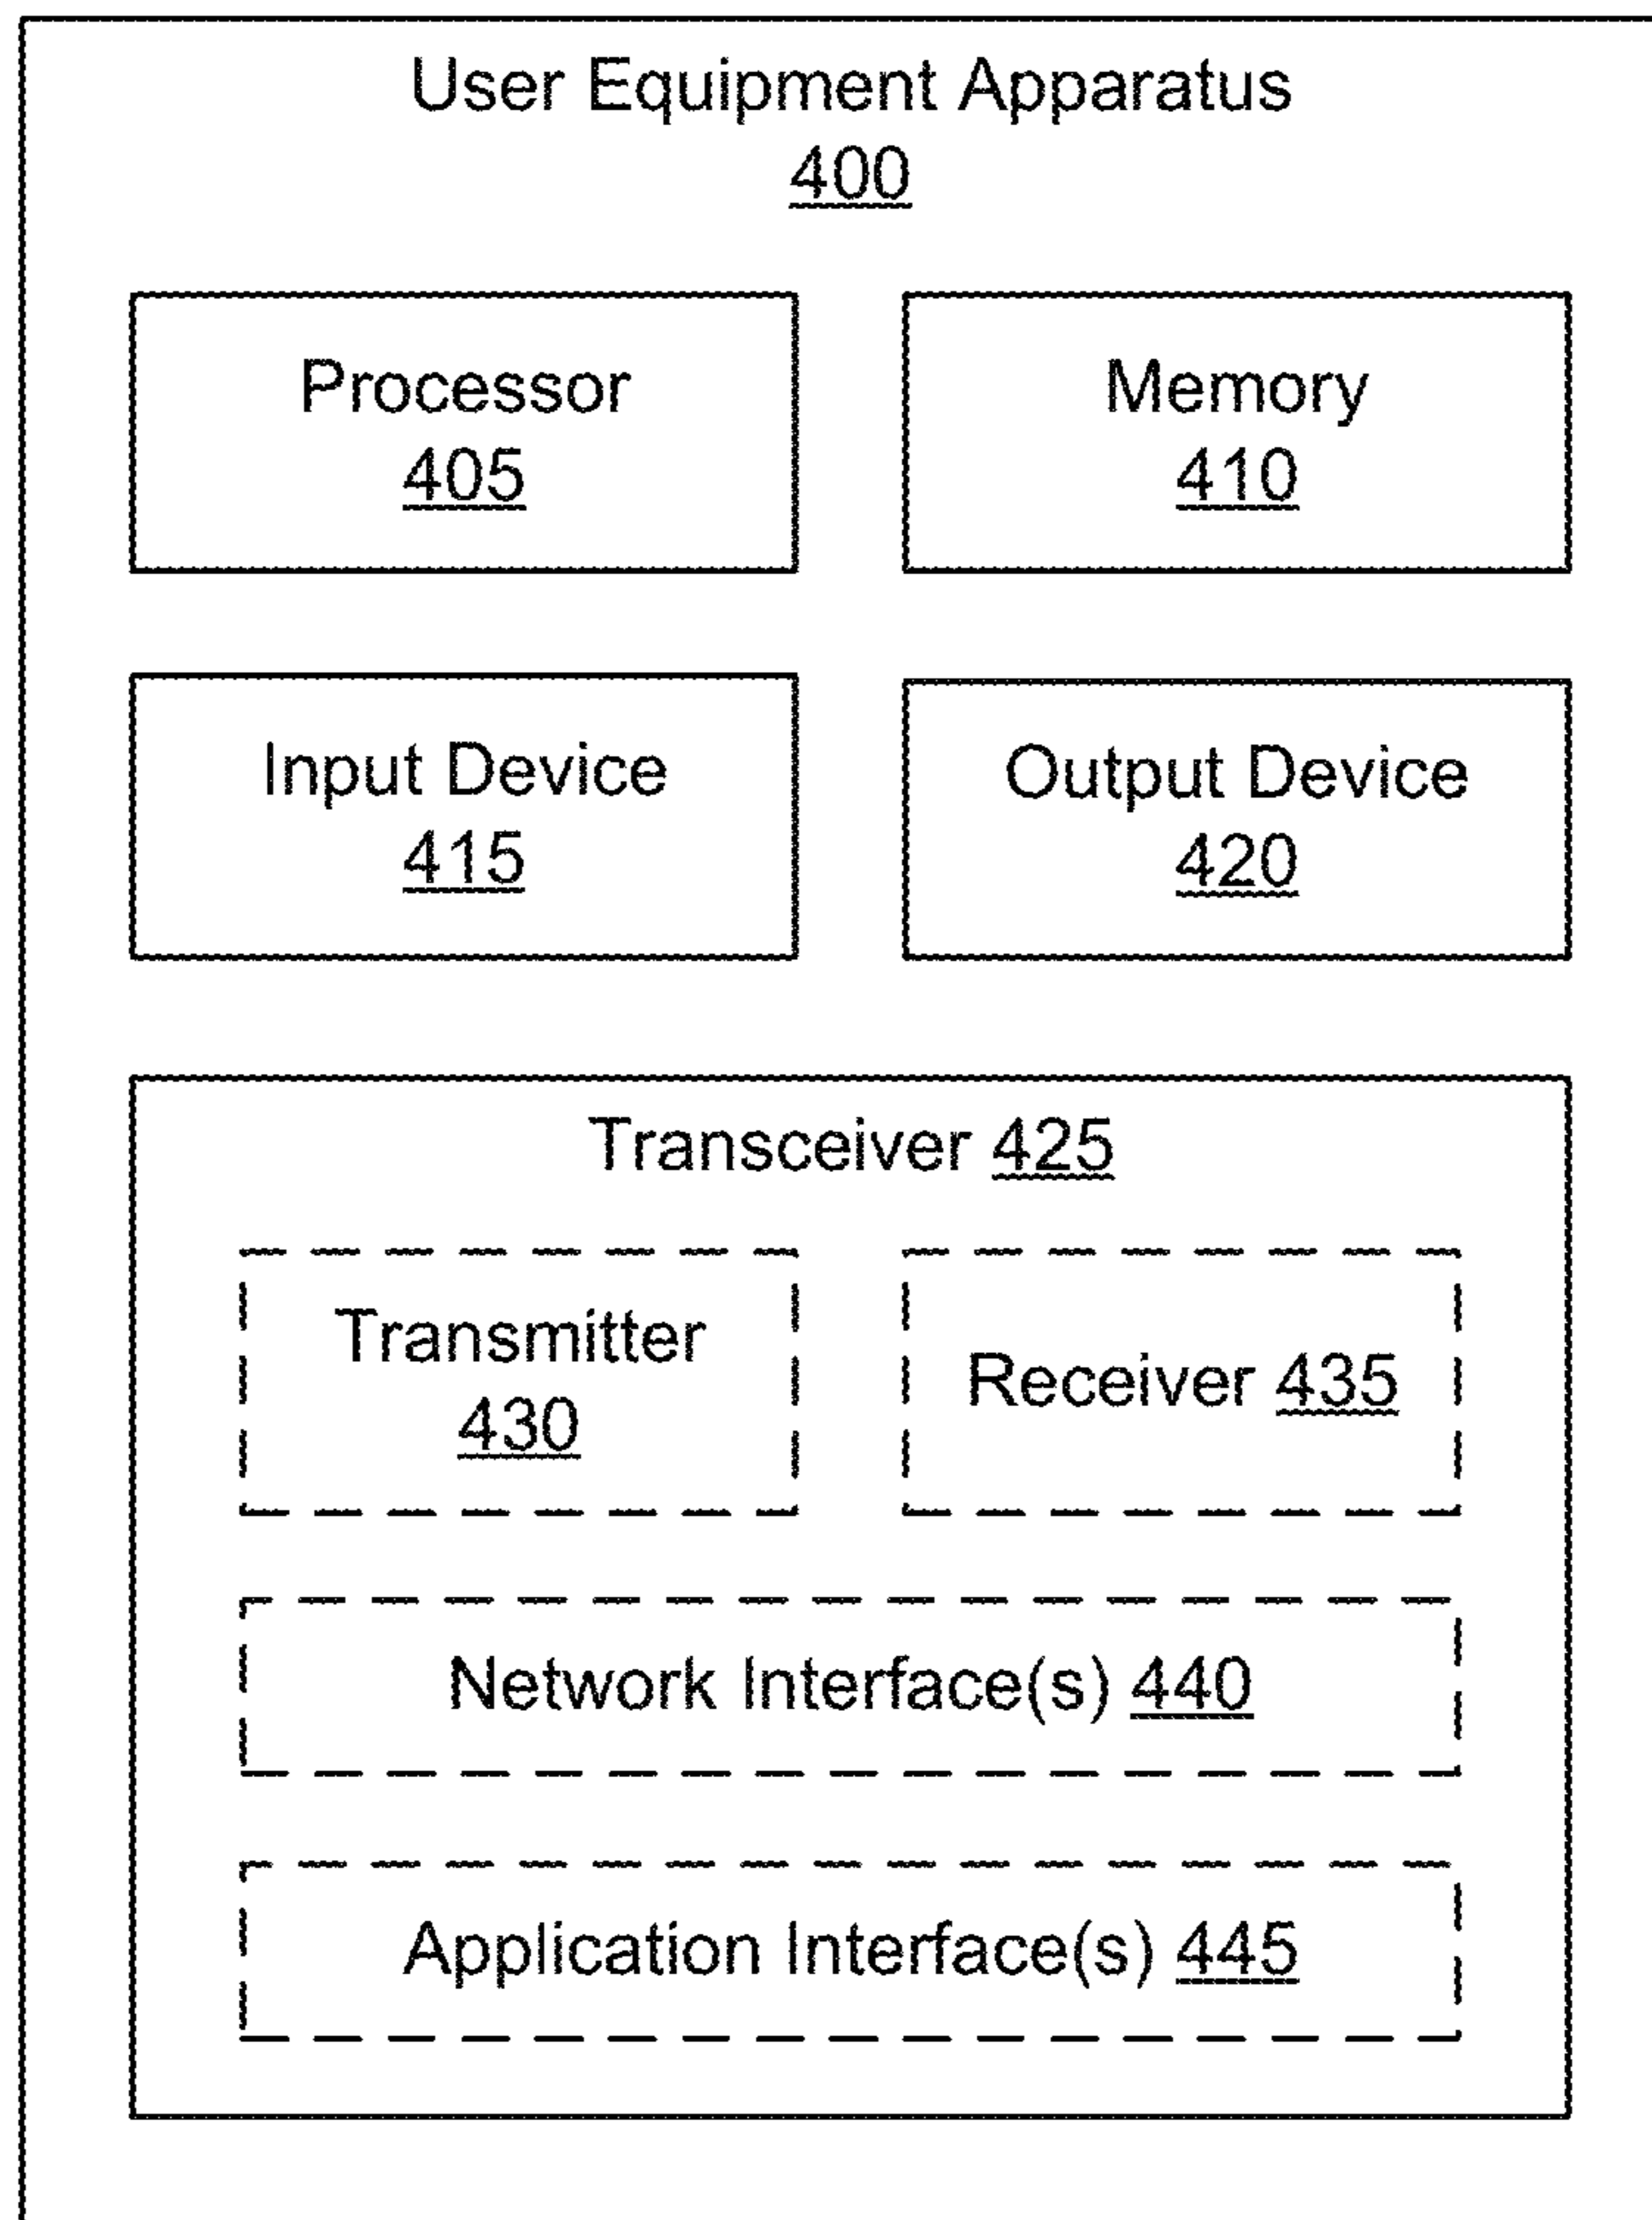 User Equipment Apparatus
400
Processor
405
Memory
410
Input Device
415
Output Device
420
Transceiver 425
Transmitter
430
Receiver 435
Network Interface(s) 440
Application Interface(s) 445